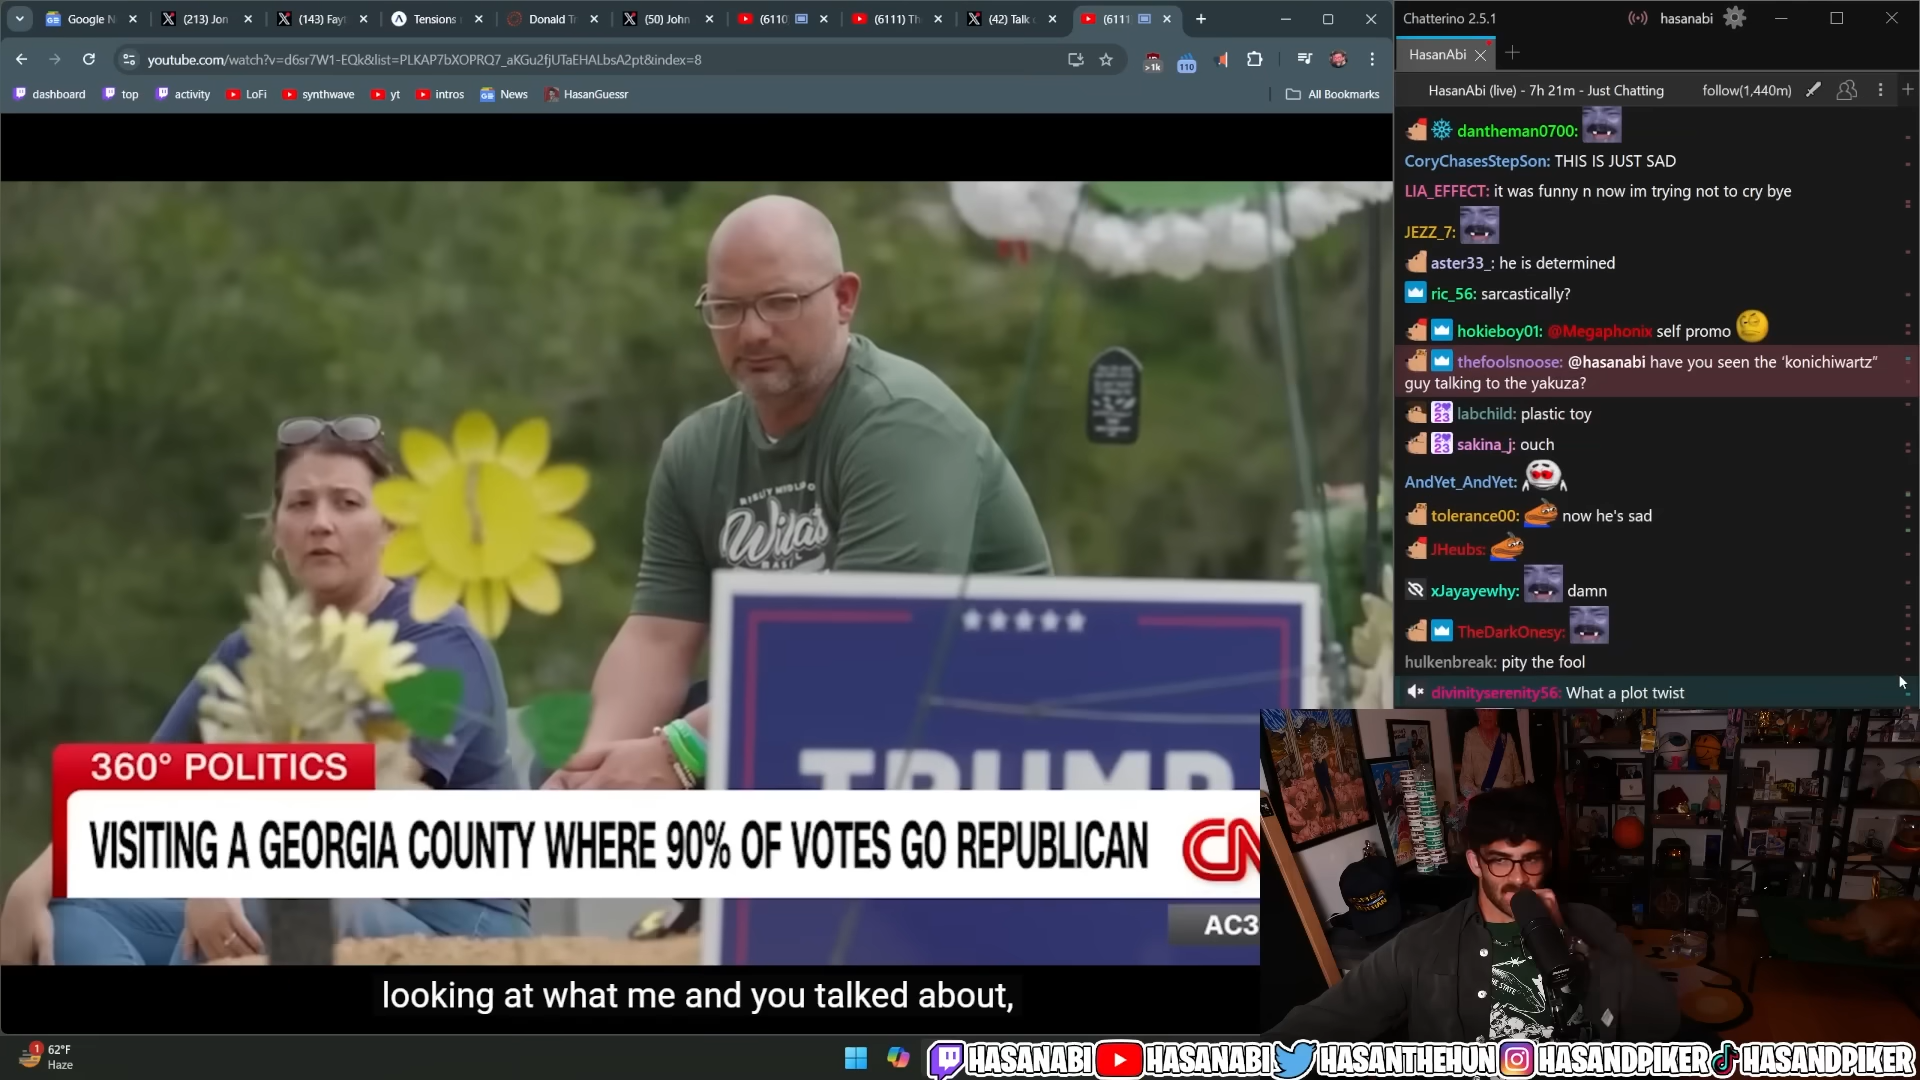 Google N
(213) Jon
(143) Fay
Tensions
Donald Tr
(50) John
(6110
(6111) Th
(42) Talk
(6111
youtube.com/watch?v=d6sr7W1-EQk&list=PLKAP7bXOPRQ7_aKGu2fjUTaEHALbsA2pt&index=8
>1k
110
dashboard
top
activity
LoFi
synthwave
yt
intros
News
HasanGuessr
All Bookmarks
TRUMP
360° POLITICS
VISITING A GEORGIA COUNTY WHERE 90% OF VOTES GO REPUBLICAN
CN
AC3
looking at what me and you talked about,
Chatterino 2.5.1
hasanabi
HasanAbi
HasanAbi (live) - 7h 21m - Just Chatting
follow(1,440m)
dantheman0700:
CoryChasesStepSon: THIS IS JUST SAD
LIA_EFFECT: it was funny n now im trying not to cry bye
JEZZ_7:
aster33_: he is determined
ric_56: sarcastically?
hokieboy01: @Megaphonix self promo
thefoolsnoose: @hasanabi have you seen the ‘konichiwartz”
guy talking to the yakuza?
labchild: plastic toy
sakina_j: ouch
AndYet_AndYet:
tolerance00: now he's sad
JHeubs:
xJayayewhy: damn
TheDarkOnesy:
hulkenbreak: pity the fool
divinityserenity56: What a plot twist
1
62°F
Haze
HASANABI
HASANABI
HASANTHEHUN
HASANDPIKER
HASANDPIKER